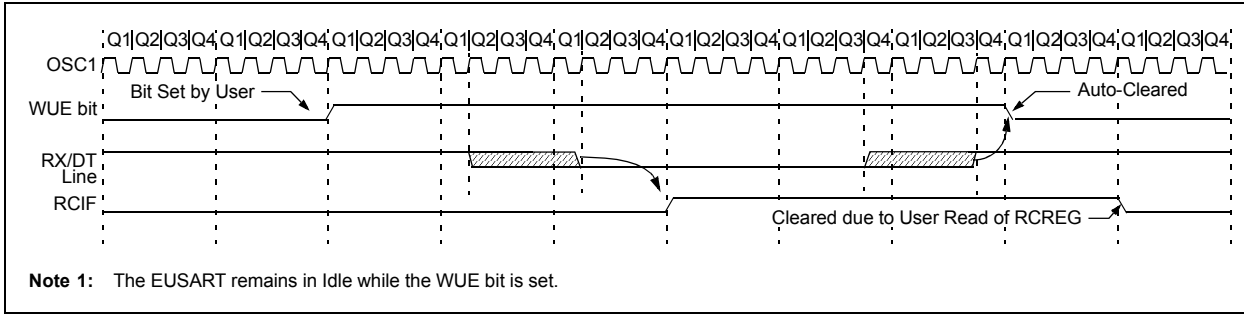 Q1 Q2 Q3 Q4 Q1 Q2 Q3 Q4 Q1 Q2 Q3 Q4 Q1 Q2 Q3 Q4 Q1 Q2 Q3 Q4 Q1 Q2 Q3 Q4 Q1 Q2 Q3 Q4 Q1 Q2 Q3 Q4 Q1 Q2 Q3 Q4 Q1 Q2 Q3 Q4
OSC1
Bit Set by User
Auto-Cleared
WUE bit
RX/DT
Line
RCIF
Cleared due to User Read of RCREG
Note 1: The EUSART remains in Idle while the WUE bit is set.